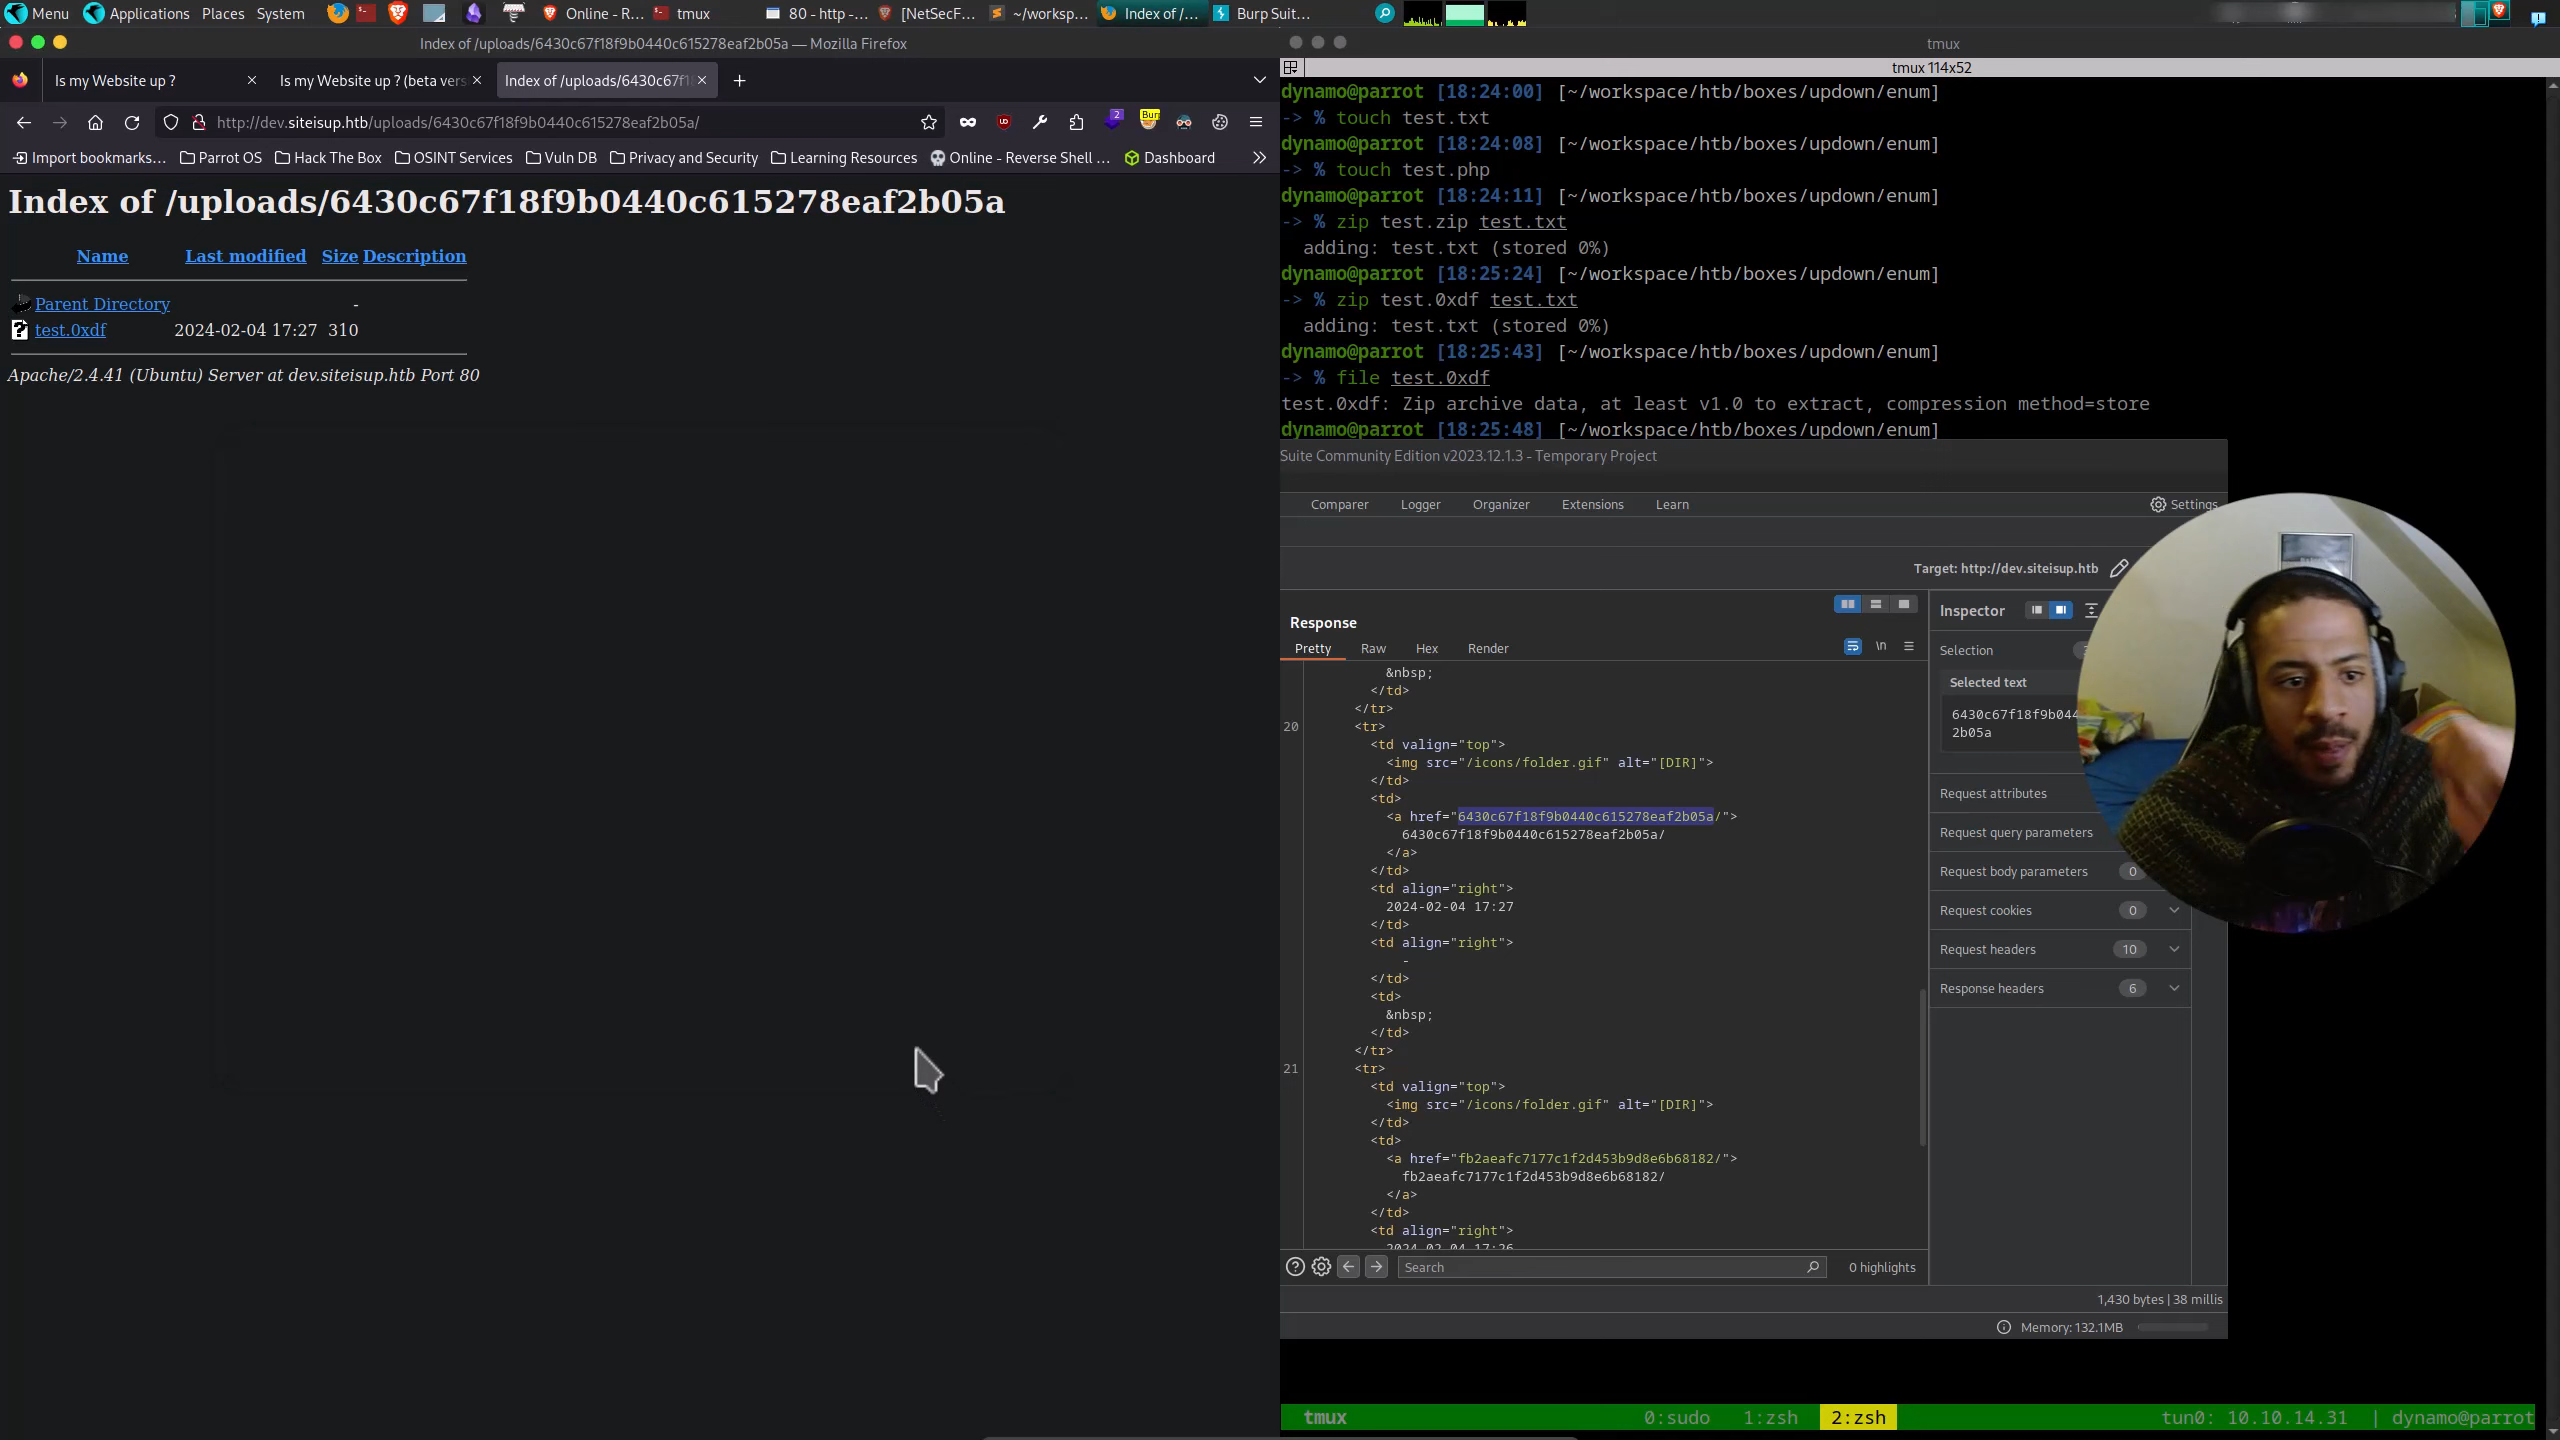 Menu Applications Places System Online - R... tmux 80 - http -... [NetSecF... ~/worksp... Index of /... Burp Suit...
Index of /uploads/6430c67f18f9b0440c615278eaf2b05a — Mozilla Firefox
Is my Website up ?
Is my Website up ? (beta vers
Index of /uploads/6430c67f1
http://dev.siteisup.htb/uploads/6430c67f18f9b0440c615278eaf2b05a/
2
Burp
Import bookmarks... Parrot OS Hack The Box OSINT Services Vuln DB Privacy and Security Learning Resources Online - Reverse Shell ... Dashboard
Index of /uploads/6430c67f18f9b0440c615278eaf2b05a
Name Last modified Size Description
Parent Directory -
test.0xdf 2024-02-04 17:27 310
Apache/2.4.41 (Ubuntu) Server at dev.siteisup.htb Port 80
tmux
tmux 114x52
dynamo@parrot [18:24:00] [~/workspace/htb/boxes/updown/enum]
-> % touch test.txt
dynamo@parrot [18:24:08] [~/workspace/htb/boxes/updown/enum]
-> % touch test.php
dynamo@parrot [18:24:11] [~/workspace/htb/boxes/updown/enum]
-> % zip test.zip test.txt
adding: test.txt (stored 0%)
dynamo@parrot [18:25:24] [~/workspace/htb/boxes/updown/enum]
-> % zip test.0xdf test.txt
adding: test.txt (stored 0%)
dynamo@parrot [18:25:43] [~/workspace/htb/boxes/updown/enum]
-> % file test.0xdf
test.0xdf: Zip archive data, at least v1.0 to extract, compression method=store
dynamo@parrot [18:25:48] [~/workspace/htb/boxes/updown/enum]
Suite Community Edition v2023.12.1.3 - Temporary Project
Comparer Logger Organizer Extensions Learn Settings
Target: http://dev.siteisup.htb
Response
Pretty Raw Hex Render \n
&nbsp;
</td>
</tr>
20 <tr>
<td valign="top">
<img src="/icons/folder.gif" alt="[DIR]">
</td>
<td>
<a href="6430c67f18f9b0440c615278eaf2b05a/">
6430c67f18f9b0440c615278eaf2b05a/
</a>
</td>
<td align="right">
2024-02-04 17:27
</td>
<td align="right">
-
</td>
<td>
&nbsp;
</td>
</tr>
21 <tr>
<td valign="top">
<img src="/icons/folder.gif" alt="[DIR]">
</td>
<td>
<a href="fb2aeafc7177c1f2d453b9d8e6b68182/">
fb2aeafc7177c1f2d453b9d8e6b68182/
</a>
</td>
<td align="right">
2024-02-04 17:26
Inspector
Selection
Selected text
6430c67f18f9b044
2b05a
Request attributes
Request query parameters
Request body parameters 0
Request cookies 0
Request headers 10
Response headers 6
Search 0 highlights
1,430 bytes | 38 millis
Memory: 132.1MB
tmux 0:sudo 1:zsh 2:zsh tun0: 10.10.14.31 | dynamo@parrot